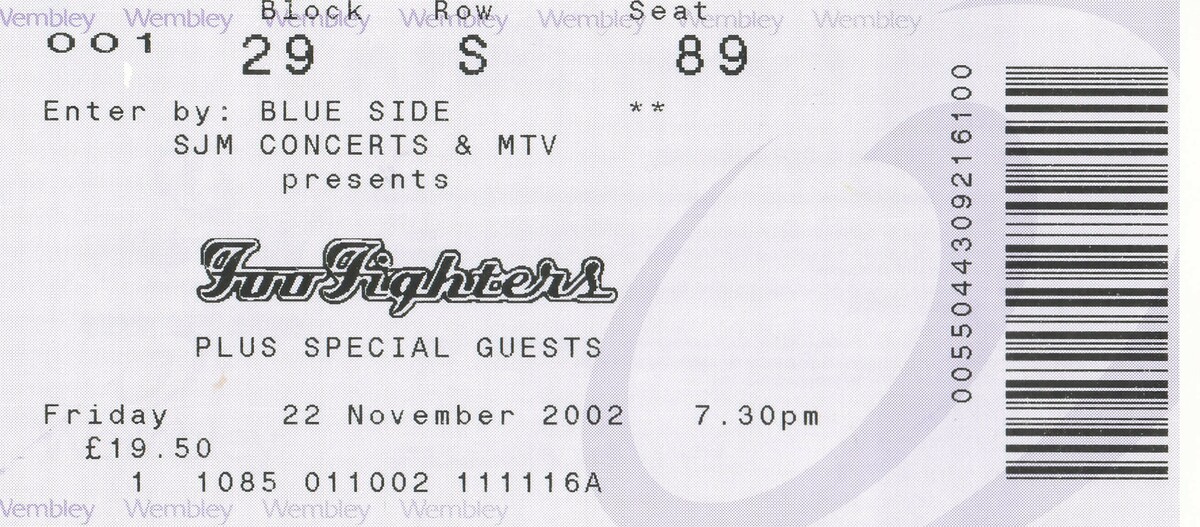 Wembley Wembley Wembley Wembley Wembley Wembley Wembley
Block Row Seat
001 29 S 89
Enter by: BLUE SIDE **
SJM CONCERTS & MTV
presents
Foo Fighters
PLUS SPECIAL GUESTS
Friday 22 November 2002 7.30pm
£19.50
1 1085 011002 111116A
Wembley Wembley Wembley Wembley
0055044309216100